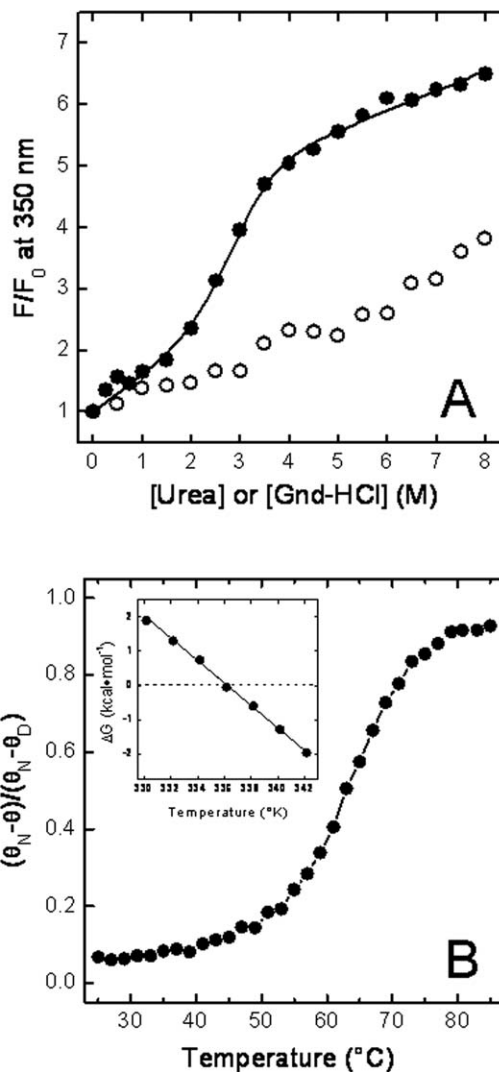 7
6
5
4
3
2
1
F/F0 at 350 nm
A
0 1 2 3 4 5 6 7 8
[Urea] or [Gnd-HCl] (M)
1.0
0.8
0.6
0.4
0.2
0.0
(θN-θ)/(θN-θD)
2
1
0
-1
-2
ΔG (kcal•mol-1)
330 332 334 336 338 340 342
Temperature (°K)
B
30 40 50 60 70 80
Temperature (°C)